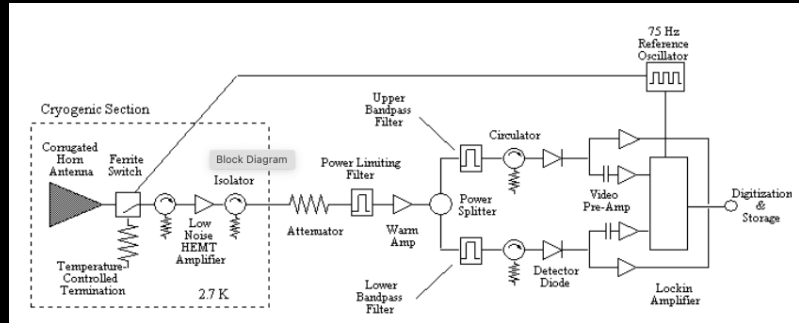 75 Hz
Reference
Oscillator
Cryogenic Section
Upper
Bandpass
Filter
Circulator
Corrugated
Horn
Antenna
Ferrite
Switch
Block Diagram
Isolator
Power Limiting
Filter
Low
Noise
HEMT
Amplifier
Attenuator
Warm
Amp
Power
Splitter
Video
Pre-Amp
Digitization
&
Storage
Temperature-
Controlled
Termination
2.7 K
Lower
Bandpass
Filter
Detector
Diode
Lockin
Amplifier